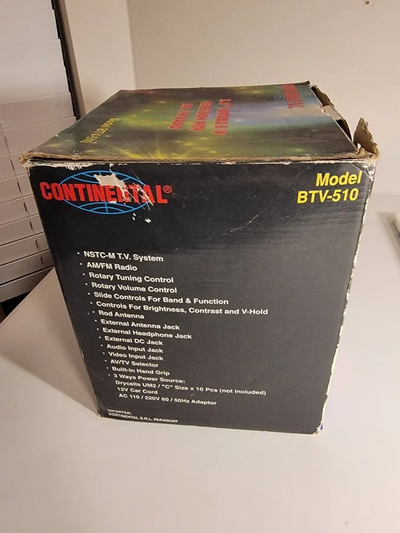 CONTINENTAL®
Model
BTV-510
· NSTC-M T.V. System
· AM/FM Radio
· Rotary Tuning Control
· Rotary Volume Control
· Slide Controls For Band & Function
· Controls For Brightness, Contrast and V-Hold
· Rod Antenna
· External Antenna Jack
· External Headphone Jack
· External DC Jack
· Audio Input Jack
· Video Input Jack
· AV/TV Selector
· Built-in Hand Grip
· 3 Ways Power Source:
Drycells UM2 / "C" Size x 10 Pcs (not included)
12V Car Cord
AC 110 / 220V 60 / 50Hz Adaptor
IMPORTER:
CONTINENTAL S.R.L. PARAGUAY